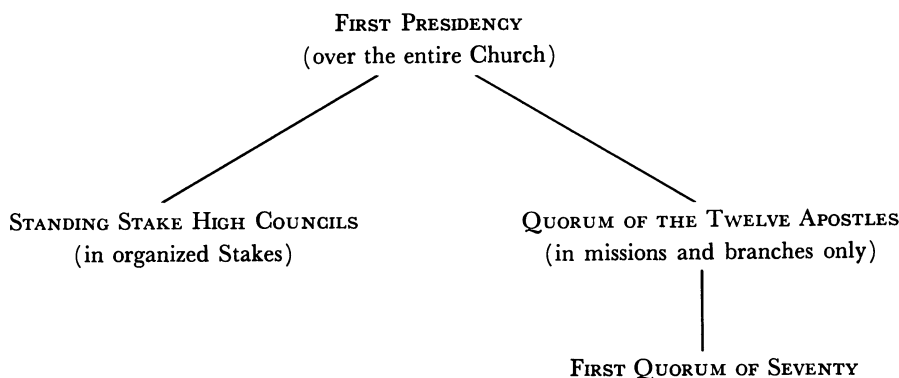 First Presidency
(over the entire Church)
Standing Stake High Councils
(in organized Stakes)
Quorum of the Twelve Apostles
(in missions and branches only)
First Quorum of Seventy